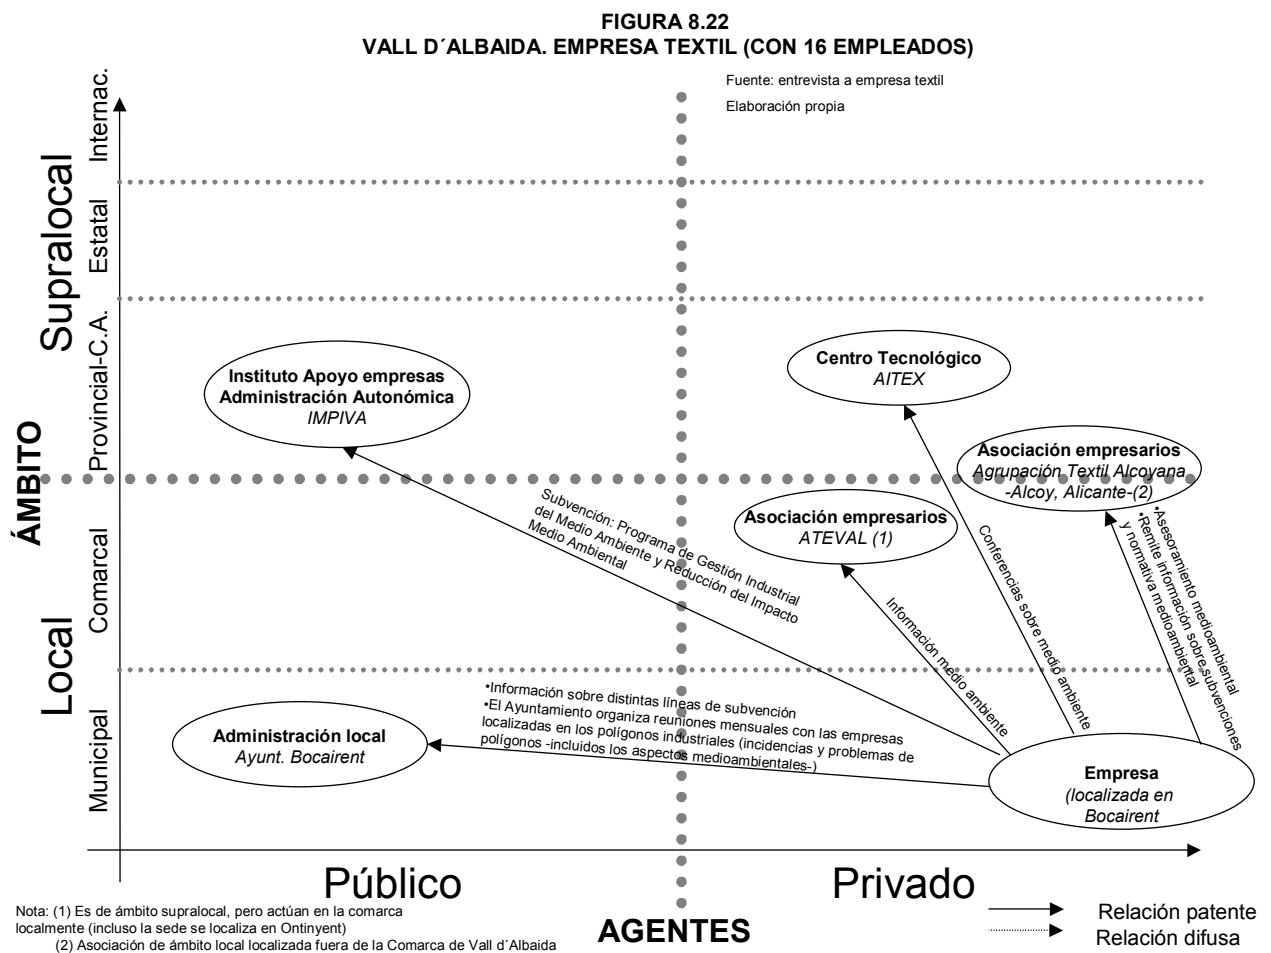 FIGURA 8.22
VALL D´ALBAIDA. EMPRESA TEXTIL (CON 16 EMPLEADOS)
Fuente: entrevista a empresa textil
Elaboración propia
ÁMBITO
Supralocal
Local
Internac.
Estatal
Provincial-C.A.
Comarcal
Municipal
Instituto Apoyo empresas
Administración Autonómica
IMPIVA
Centro Tecnológico
AITEX
Asociación empresarios
Agrupación Textil Alcoyana
-Alcoy, Alicante-(2)
Asociación empresarios
ATEVAL (1)
Subvención: Programa de Gestión Industrial
del Medio Ambiente y Reducción del Impacto
Medio Ambiental
Información medio ambiente
Conferencias sobre medio ambiente
•Asesoramiento medioambiental
•Remite información sobre subvenciones
y normativa medioambiental
•Información sobre distintas líneas de subvención
•El Ayuntamiento organiza reuniones mensuales con las empresas
localizadas en los polígonos industriales (incidencias y problemas de
polígonos -incluidos los aspectos medioambientales-)
Administración local
Ayunt. Bocairent
Empresa
(localizada en
Bocairent
Público
Privado
AGENTES
Nota: (1) Es de ámbito supralocal, pero actúan en la comarca
localmente (incluso la sede se localiza en Ontinyent)
(2) Asociación de ámbito local localizada fuera de la Comarca de Vall d´Albaida
Relación patente
Relación difusa